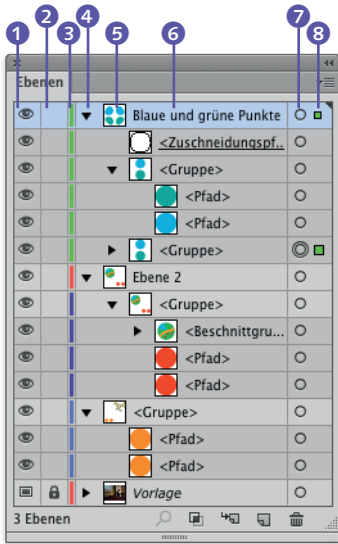 1 2 3 4 5 6 7 8
Ebenen
Blaue und grüne Punkte
<Zuschneidungspf..
<Gruppe>
<Pfad>
<Pfad>
<Gruppe>
Ebene 2
<Gruppe>
<Beschnittgru...
<Pfad>
<Pfad>
<Gruppe>
<Pfad>
<Pfad>
Vorlage
3 Ebenen